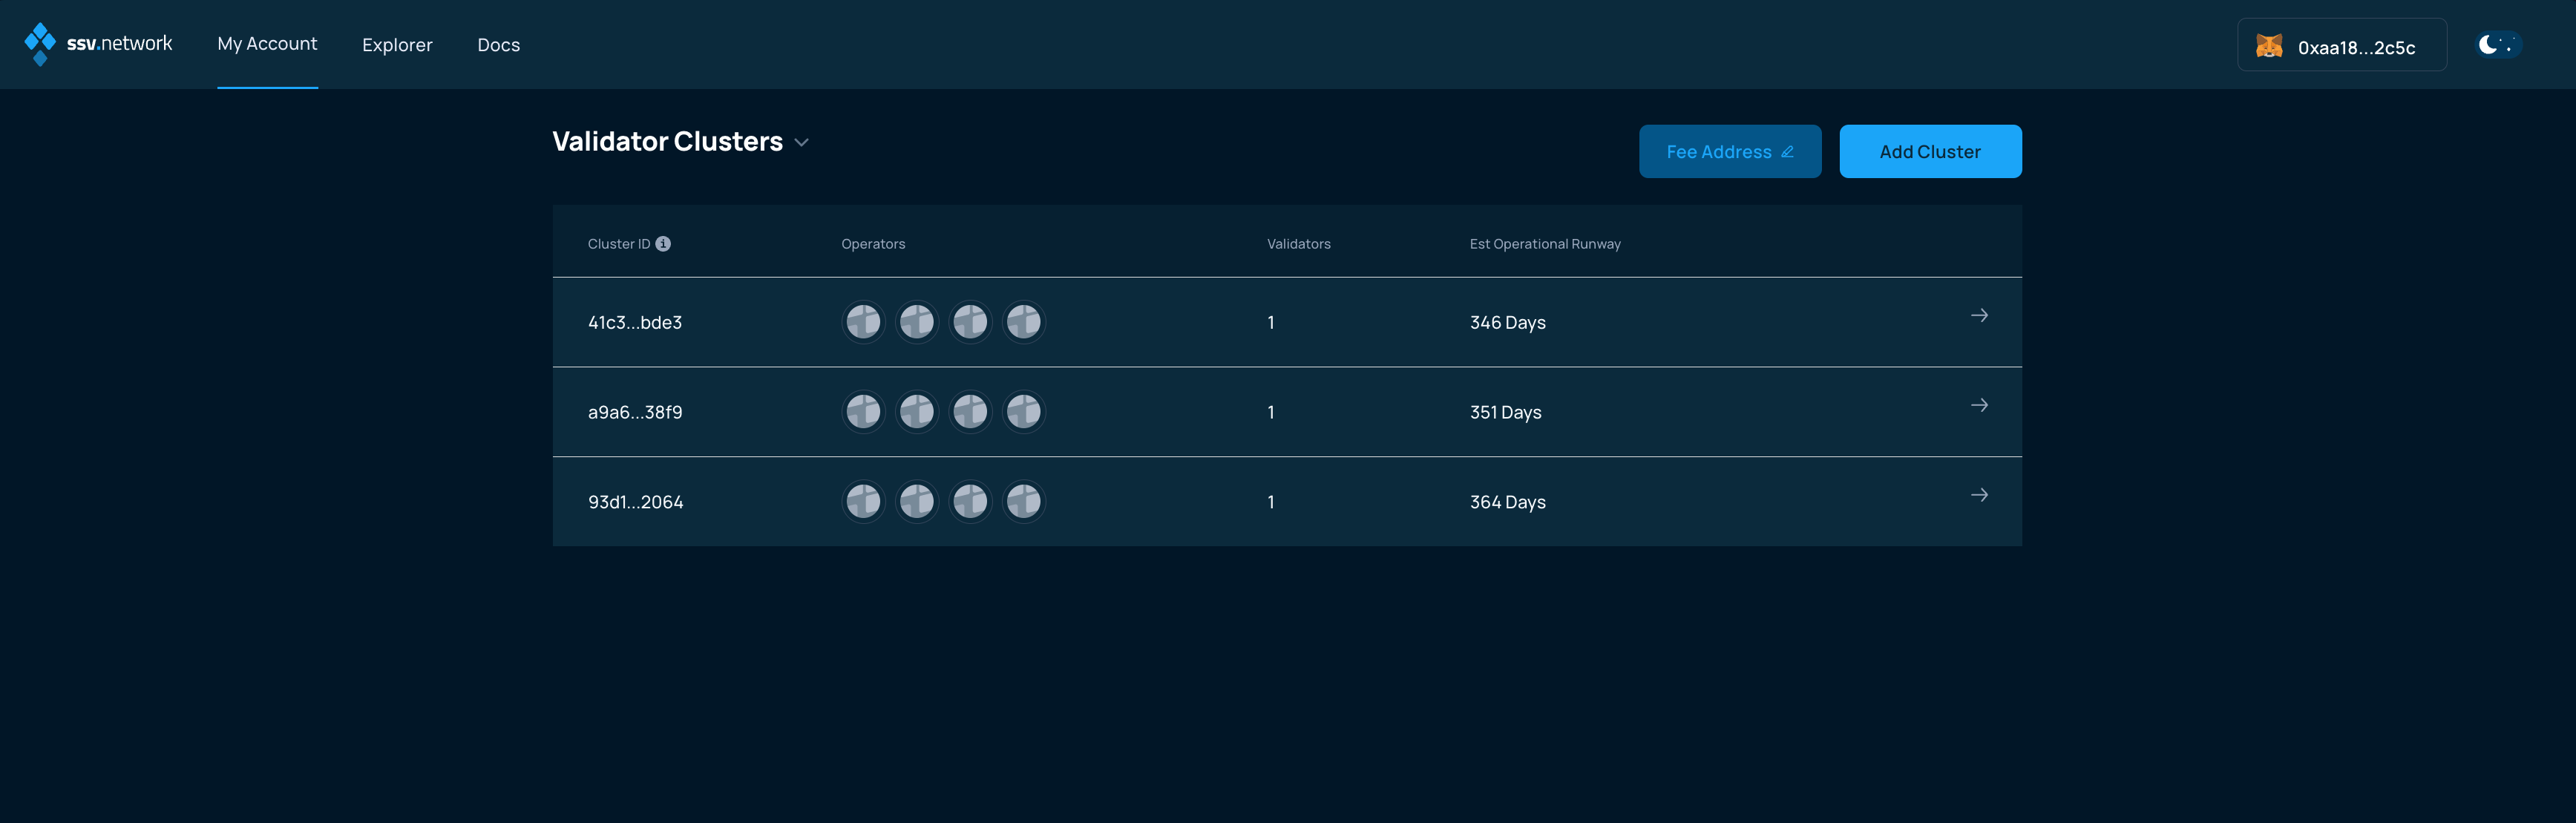 ssv.network My Account Explorer Docs 0xaa18...2c5c
Validator Clusters Fee Address Add Cluster
Cluster ID Operators Validators Est Operational Runway
41c3...bde3 1 346 Days
a9a6...38f9 1 351 Days
93d1...2064 1 364 Days